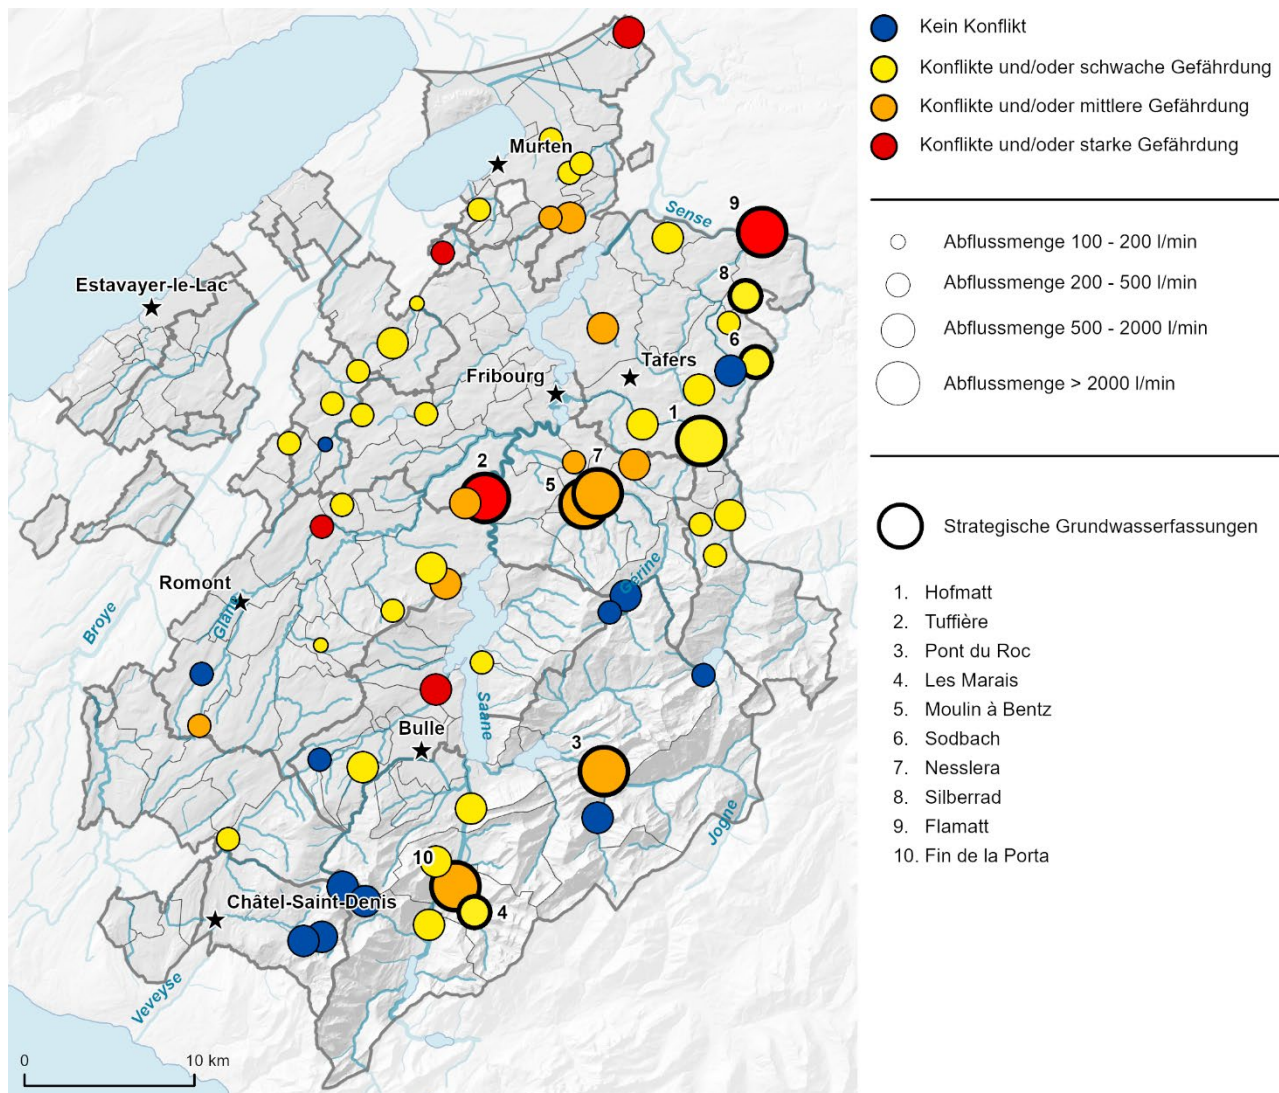 Murten
Sense
9
8
Estavayer-le-Lac
6
Tafers
Fribourg
1
7
2
5
Gérine
Romont
Glâne
Broye
Saane
Bulle
3
Jogne
10
Châtel-Saint-Denis
4
Veveyse
0 10 km
Kein Konflikt
Konflikte und/oder schwache Gefährdung
Konflikte und/oder mittlere Gefährdung
Konflikte und/oder starke Gefährdung
Abflussmenge 100 - 200 l/min
Abflussmenge 200 - 500 l/min
Abflussmenge 500 - 2000 l/min
Abflussmenge > 2000 l/min
Strategische Grundwasserfassungen
1. Hofmatt
2. Tuffière
3. Pont du Roc
4. Les Marais
5. Moulin à Bentz
6. Sodbach
7. Nesslera
8. Silberrad
9. Flamatt
10. Fin de la Porta